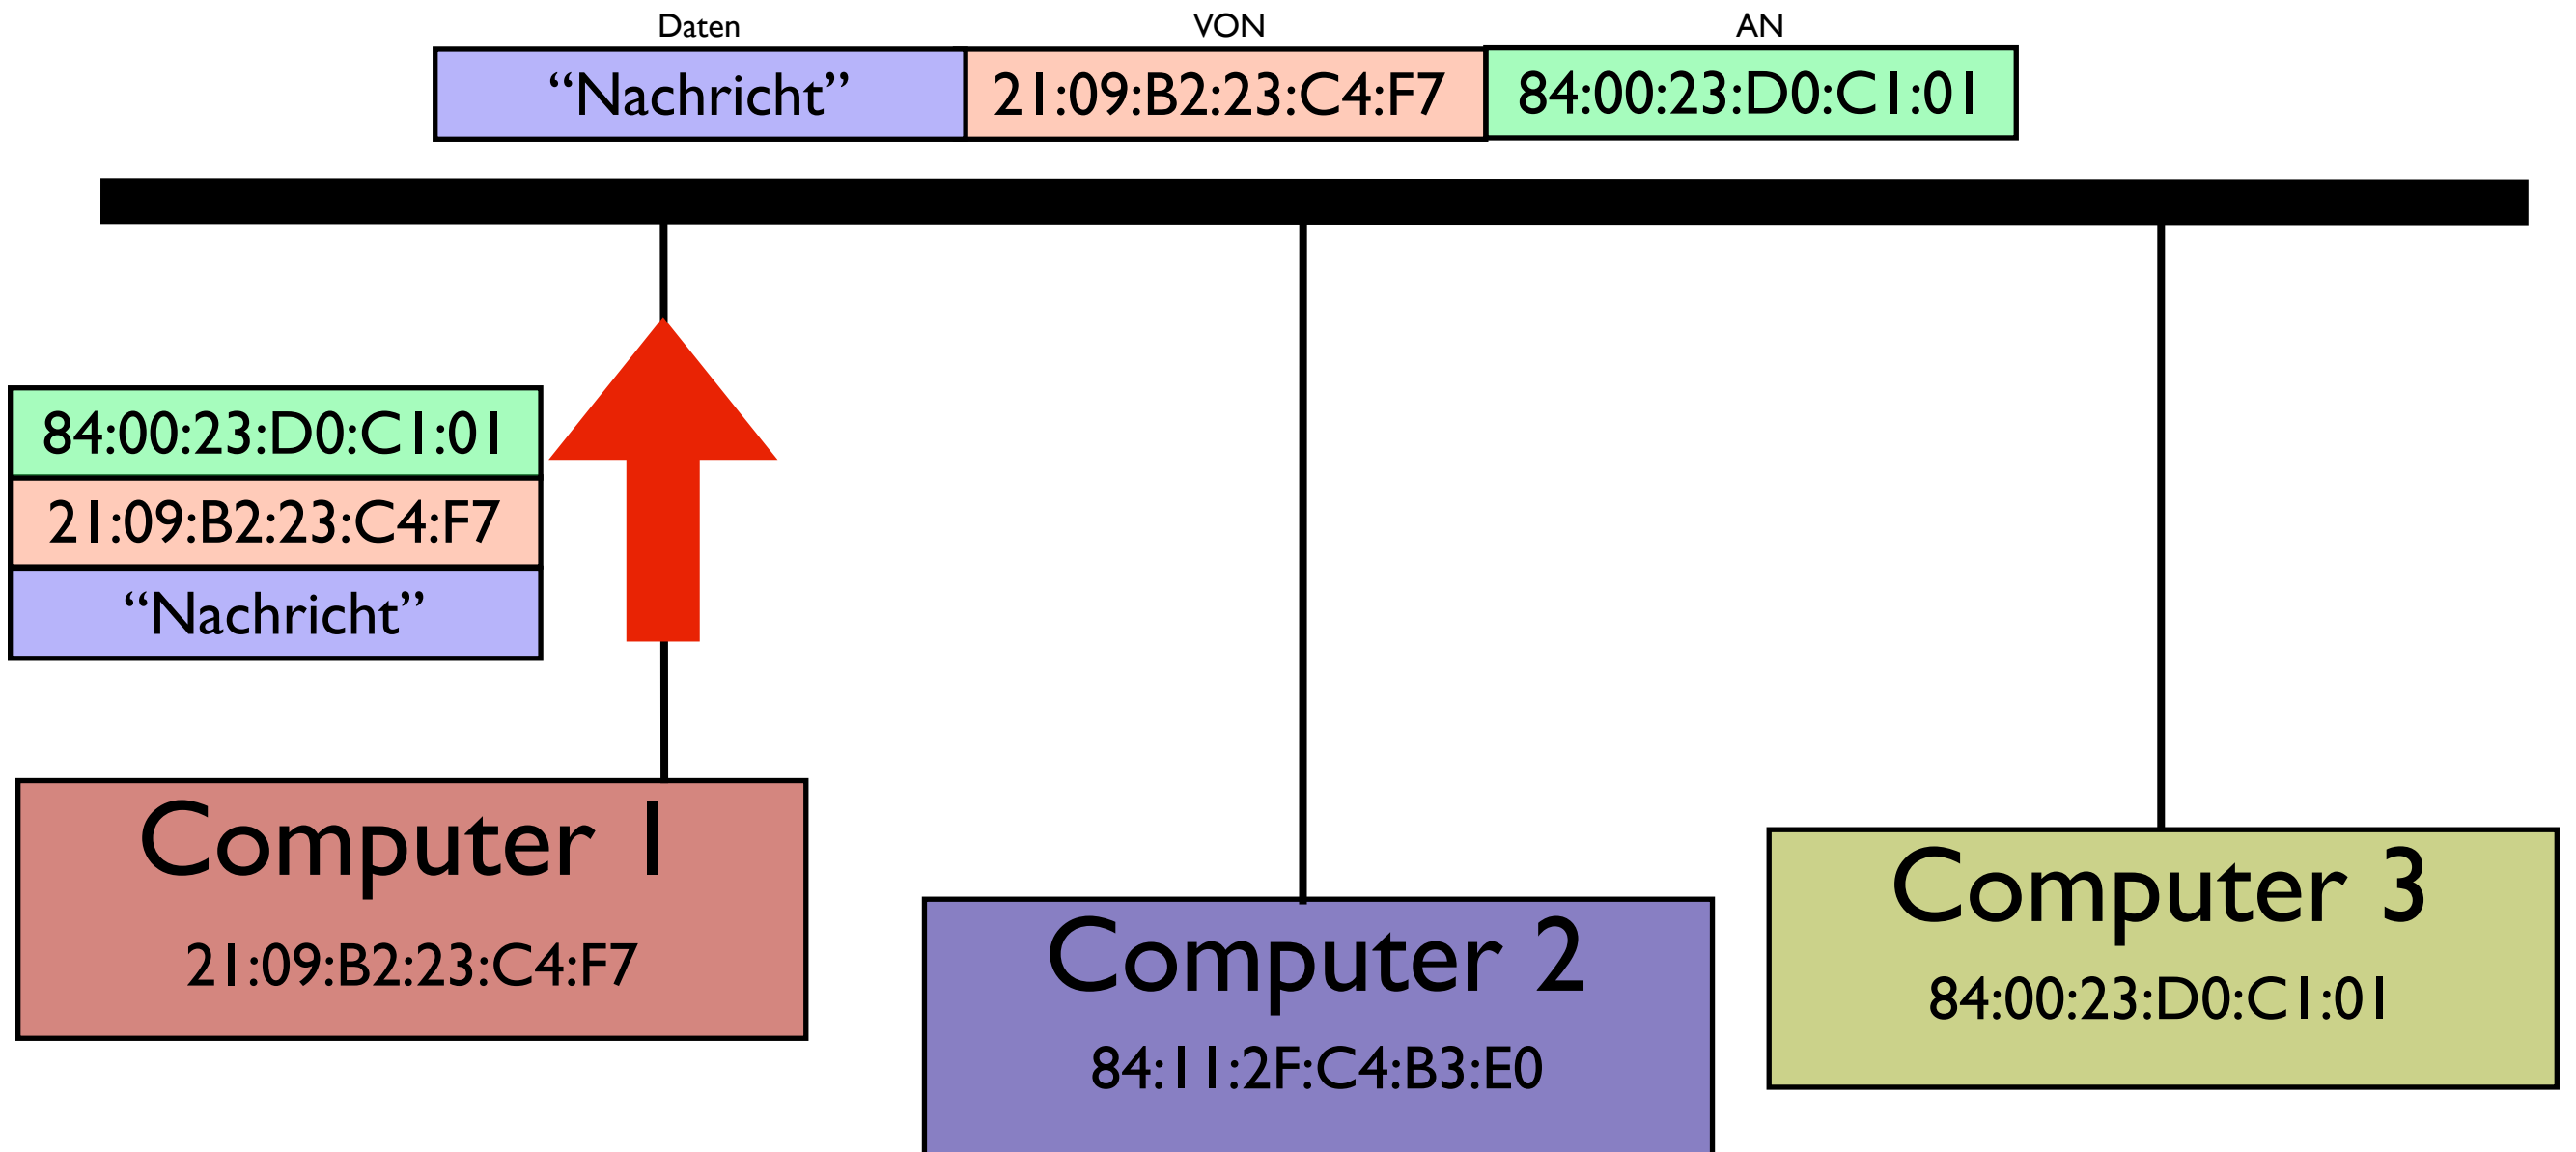 Daten VON AN
“Nachricht” 21:09:B2:23:C4:F7 84:00:23:D0:C1:01
84:00:23:D0:C1:01
21:09:B2:23:C4:F7
“Nachricht”
Computer 1
21:09:B2:23:C4:F7
Computer 2
84:11:2F:C4:B3:E0
Computer 3
84:00:23:D0:C1:01